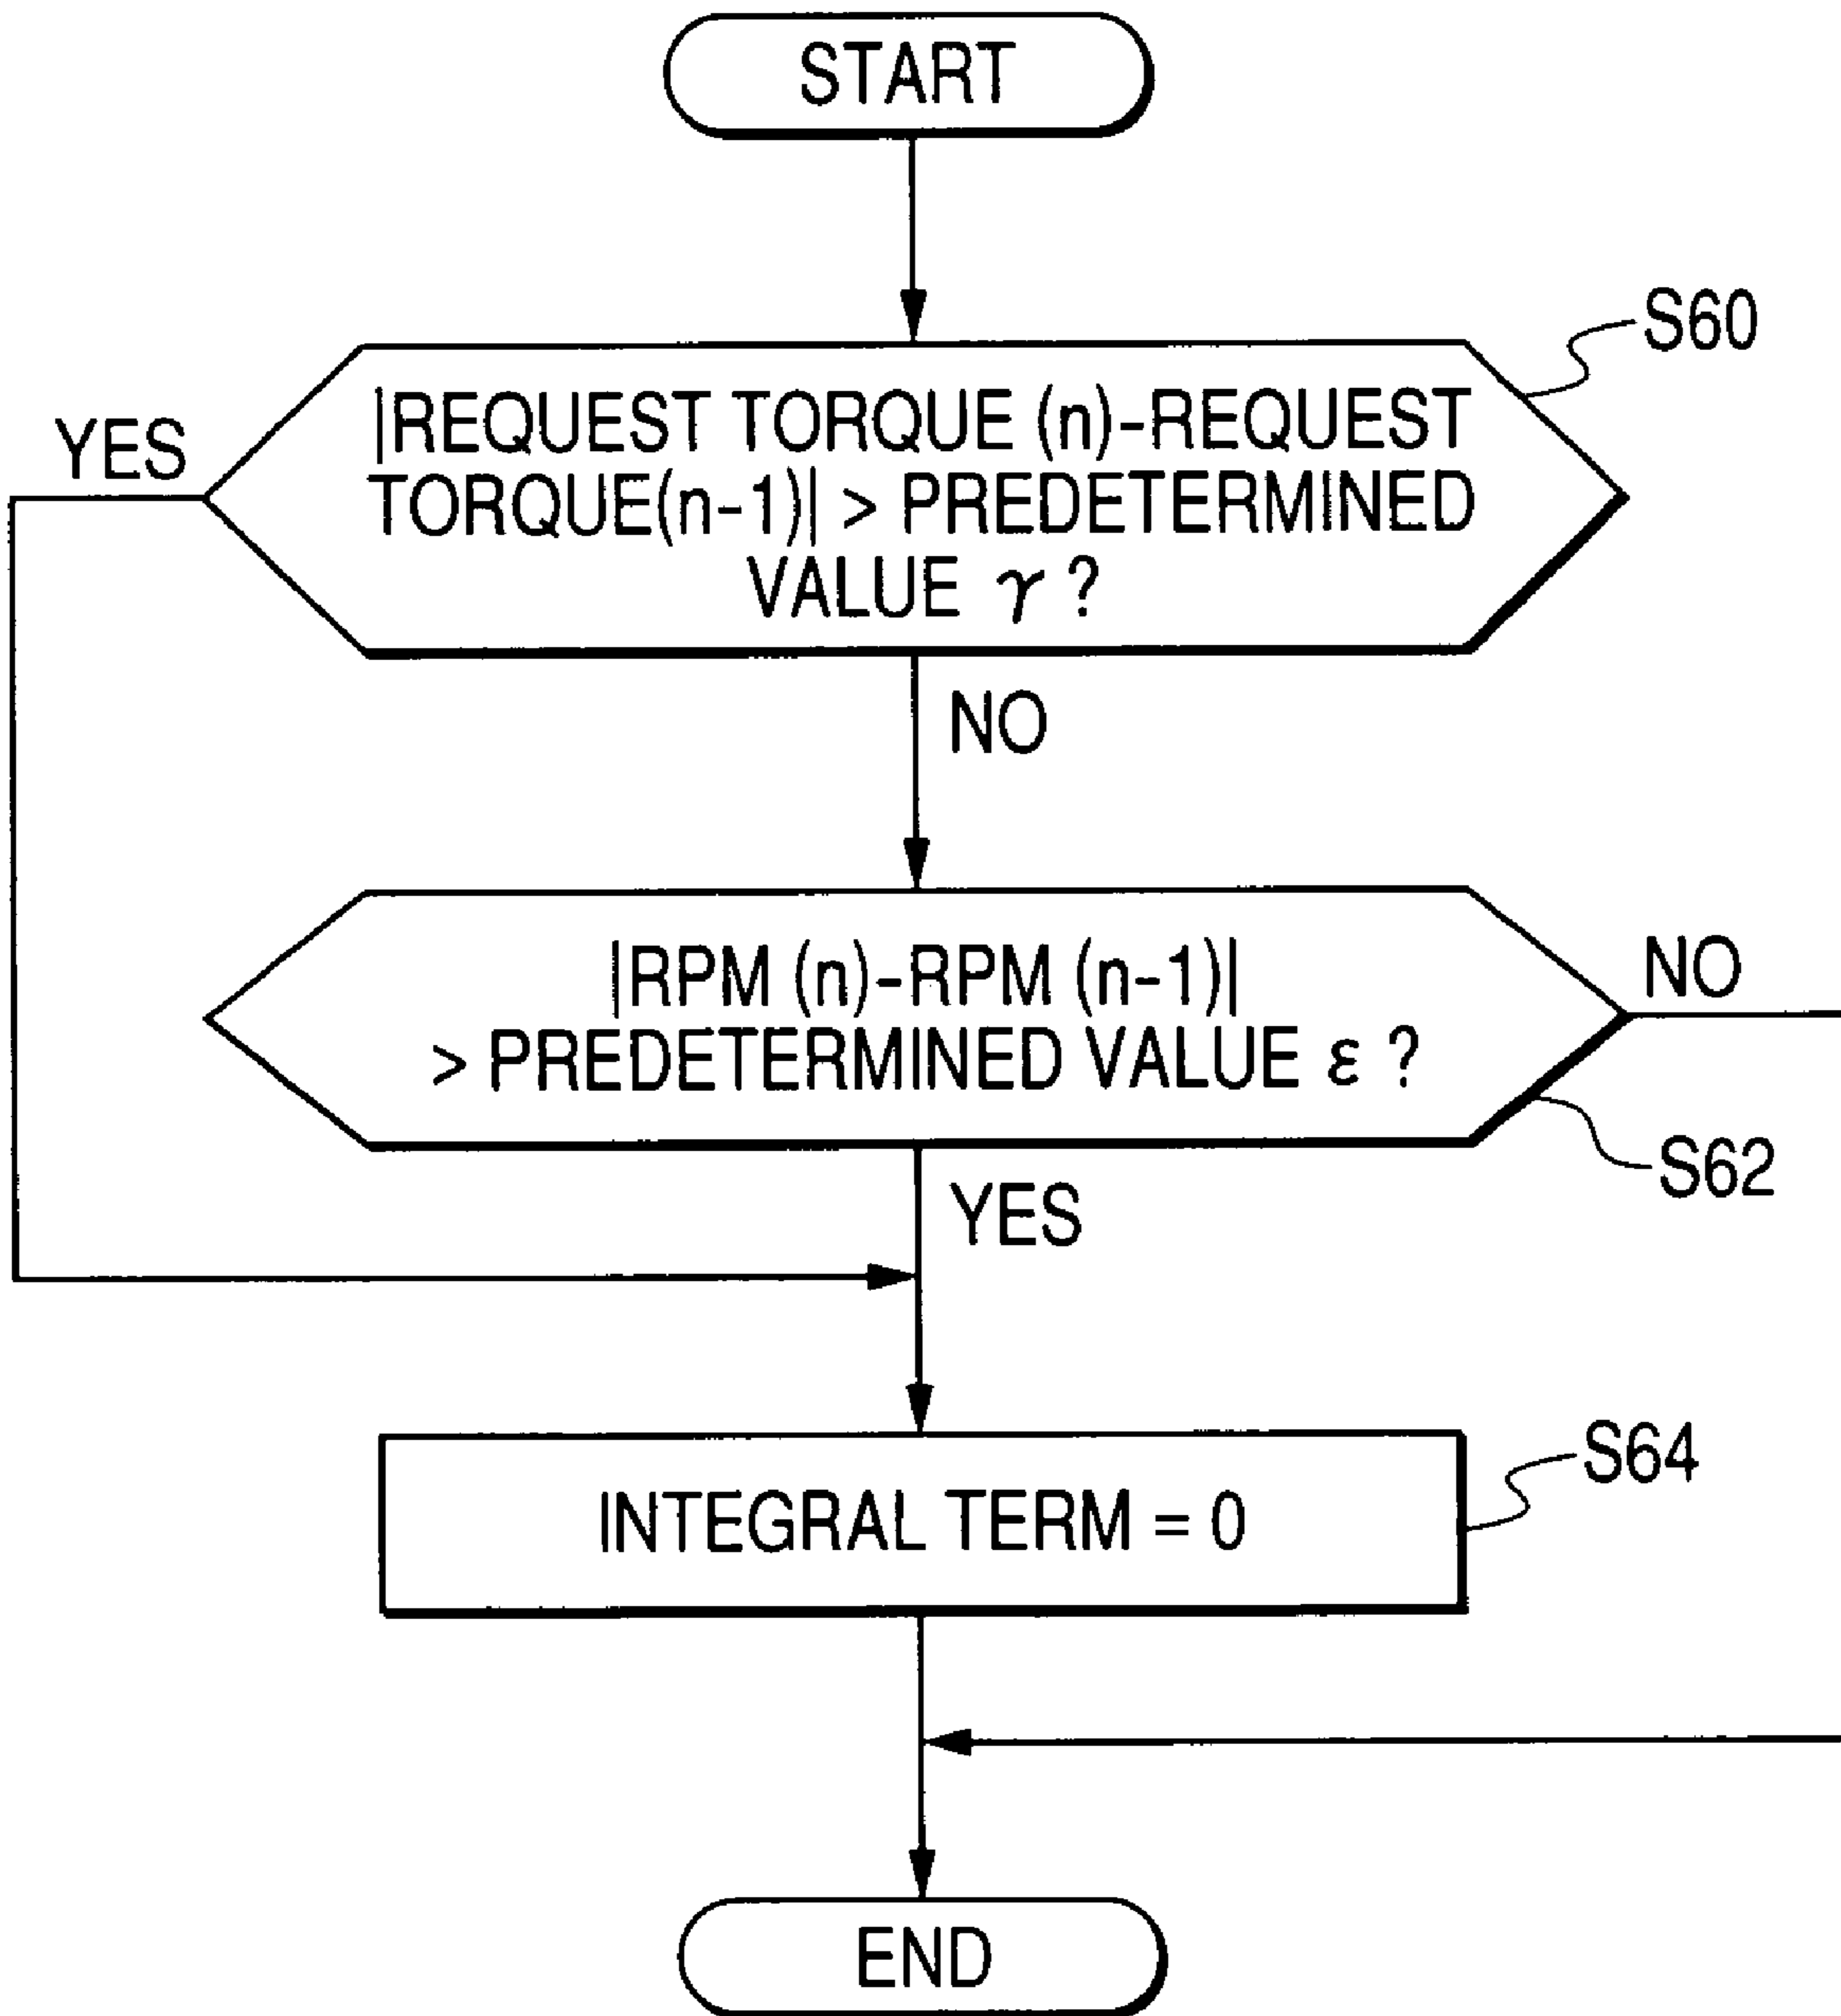 START
S60
YES
|REQUEST TORQUE (n)-REQUEST
TORQUE(n-1)| > PREDETERMINED
VALUE γ ?
NO
|RPM (n)-RPM (n-1)|
> PREDETERMINED VALUE ε ?
NO
S62
YES
S64
INTEGRAL TERM = 0
END